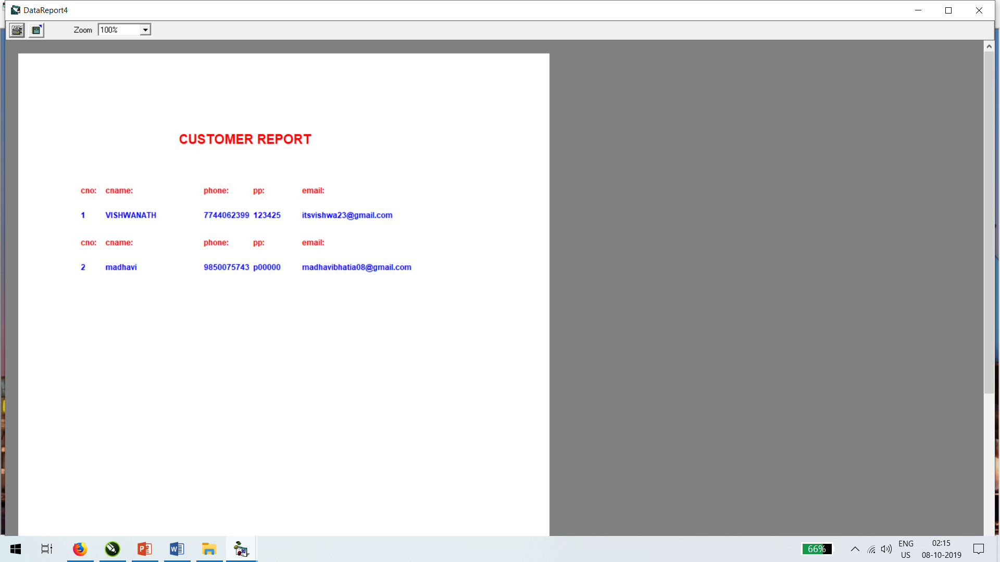 DataReport4
Zoom 100%
CUSTOMER REPORT
cno: cname: phone: pp: email:
1 VISHWANATH 7744062399 123425 itsvishwa23@gmail.com
cno: cname: phone: pp: email:
2 madhavi 9850075743 p00000 madhavibhatia08@gmail.com
66%
ENG
US
02:15
08-10-2019